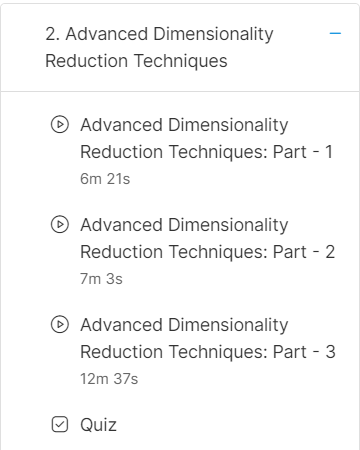 2. Advanced Dimensionality
Reduction Techniques
Advanced Dimensionality
Reduction Techniques: Part - 1
6m 21s
Advanced Dimensionality
Reduction Techniques: Part - 2
7m 3s
Advanced Dimensionality
Reduction Techniques: Part - 3
12m 37s
Quiz